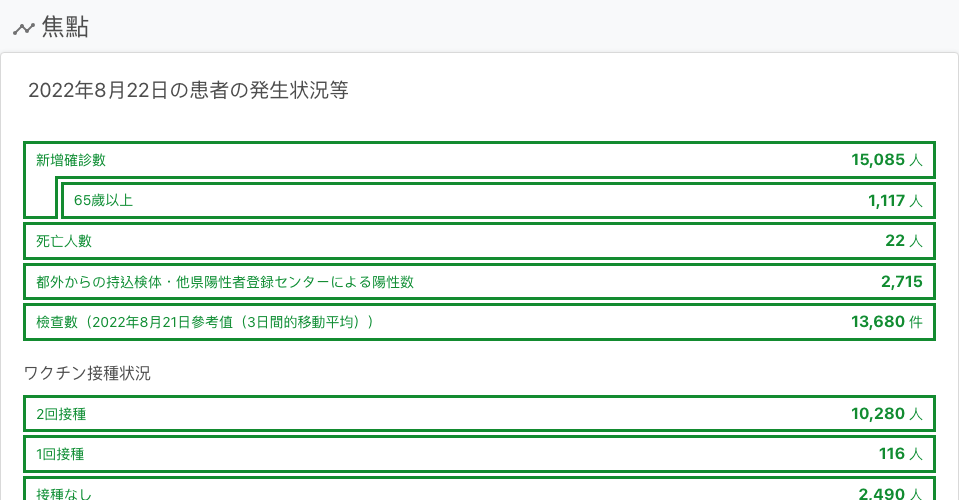 焦點
2022年8月22日の患者の発生状況等
新增確診數 15,085 人
65歲以上 1,117 人
死亡人數 22 人
都外からの持込検体・他県陽性者登録センターによる陽性数 2,715
檢查數（2022年8月21日參考值（3日間的移動平均）） 13,680 件
ワクチン接種状況
2回接種 10,280 人
1回接種 116 人
接種なし 2,490 人